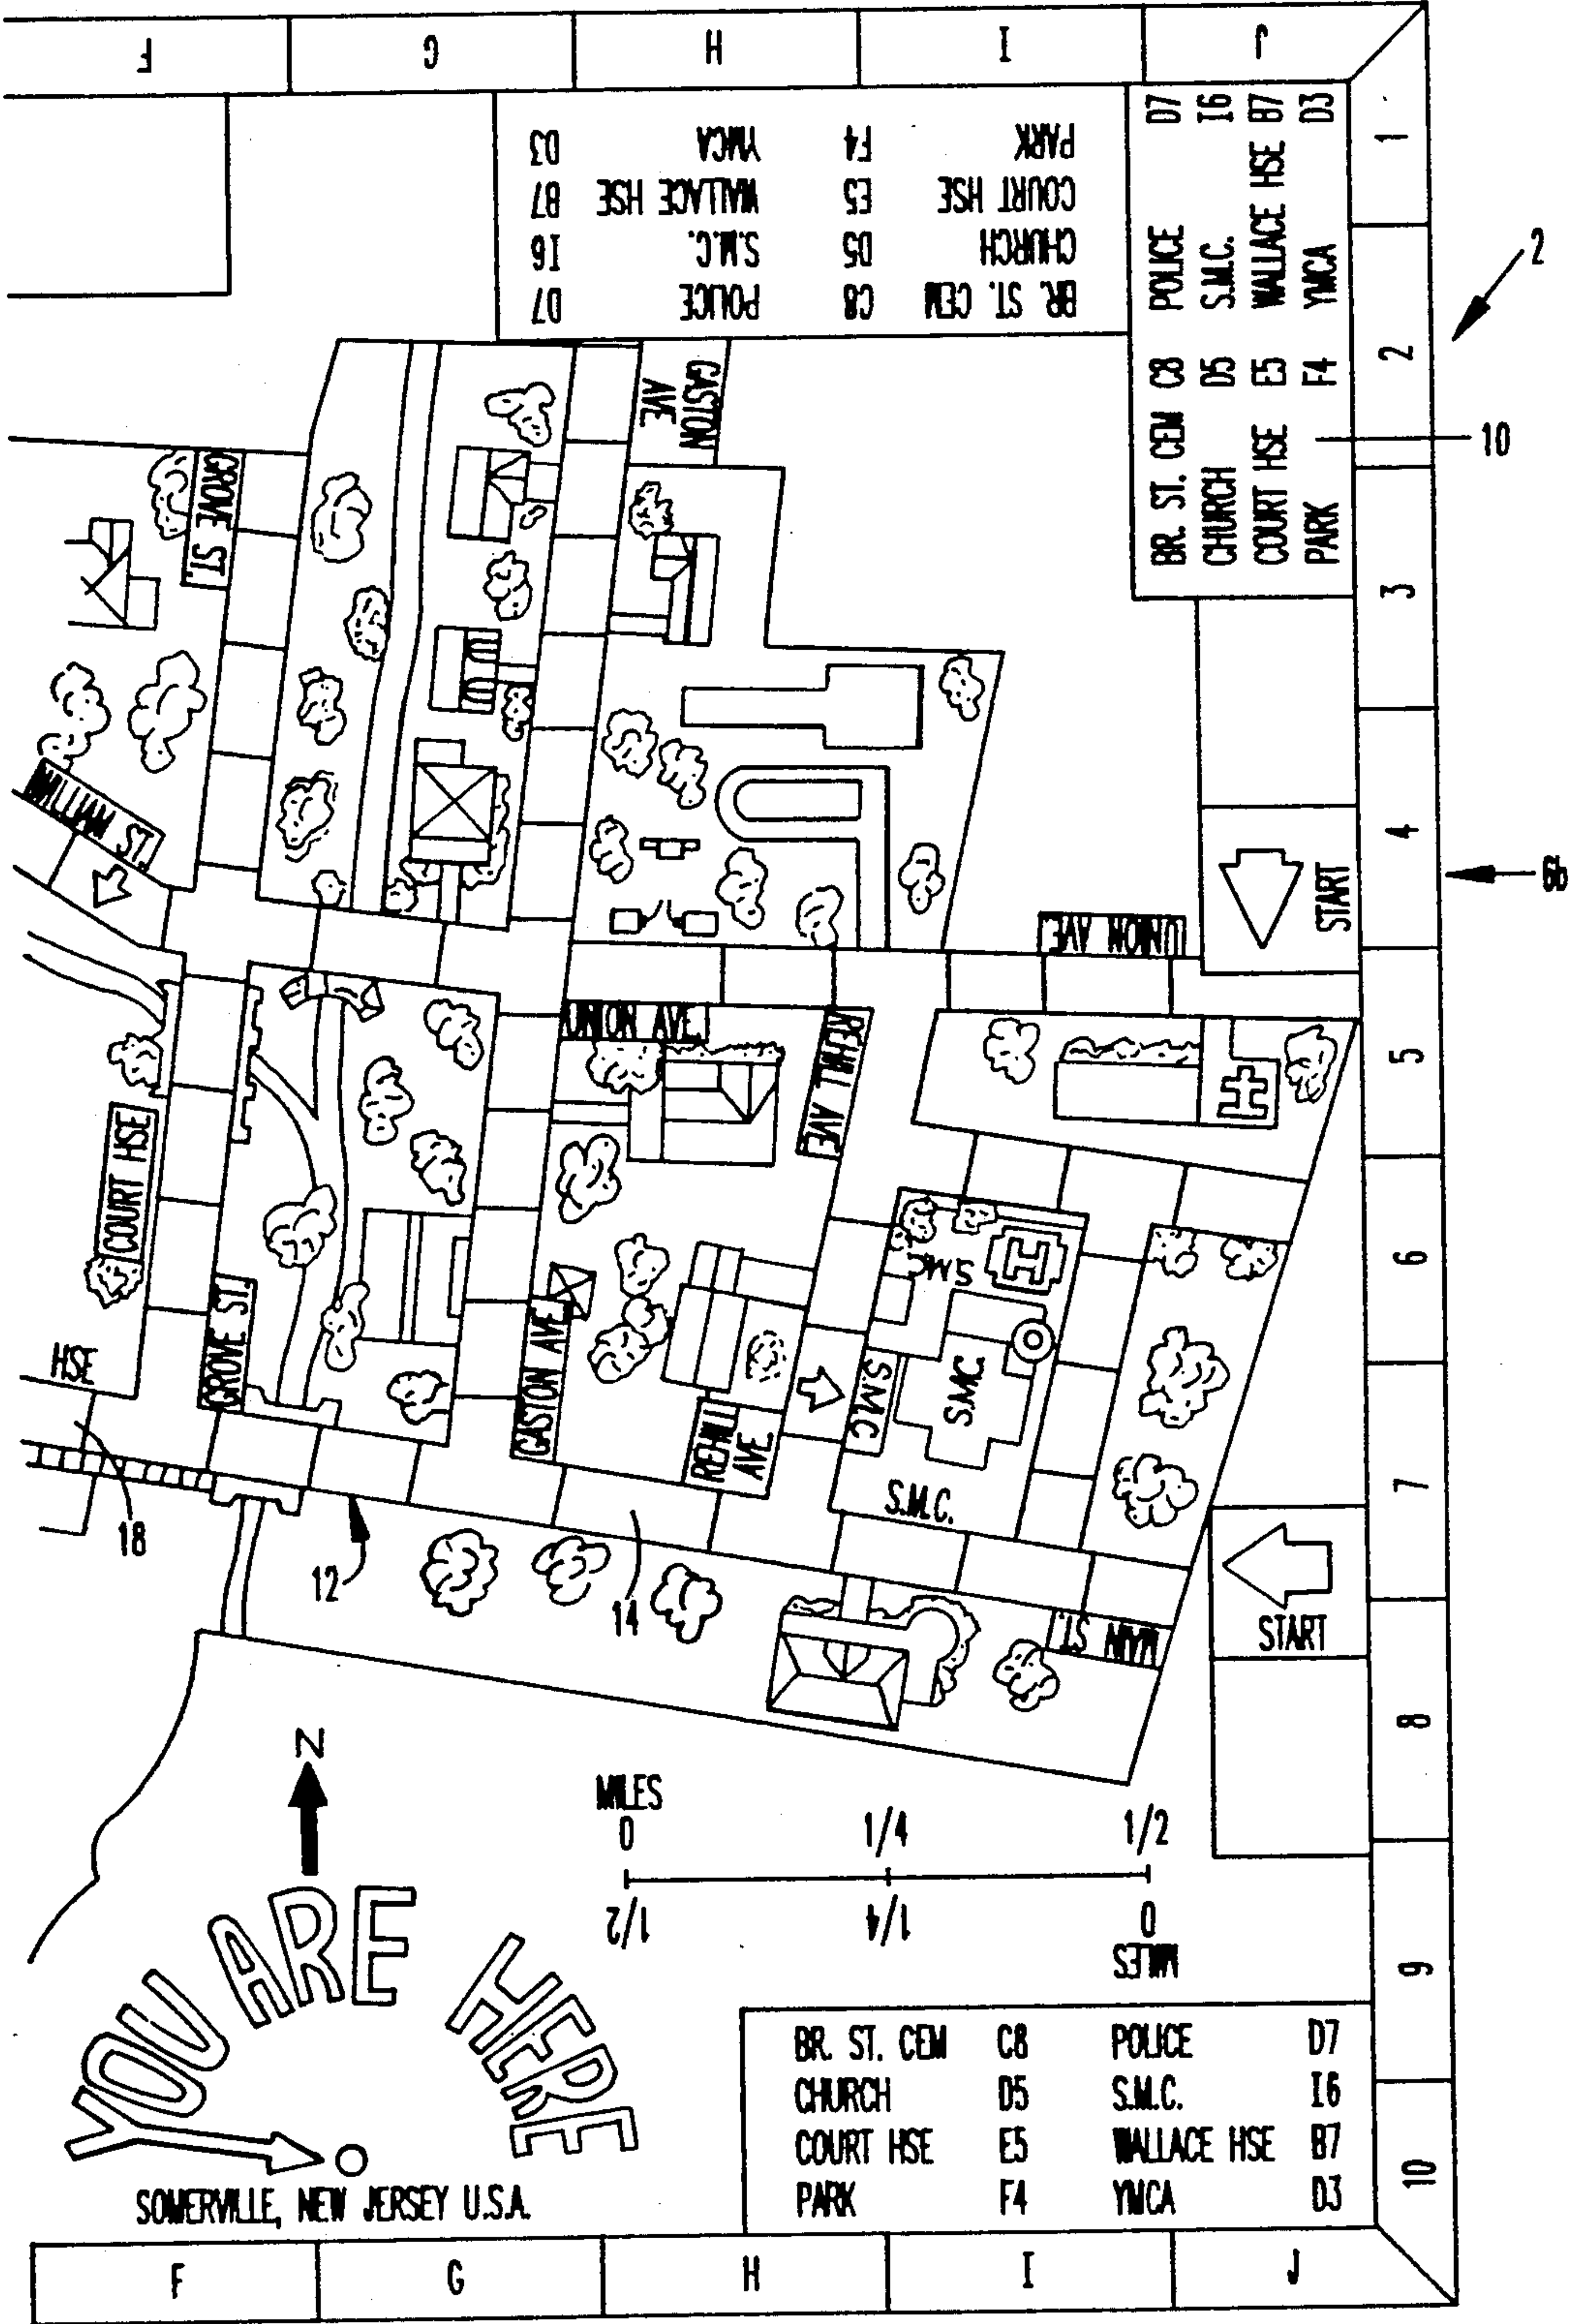 F G H I J
PARK F4 YMCA D3
COURT HSE E5 WALLACE HSE B7
CHURCH D5 S.M.C. I6
BR. ST. CEM C8 POLICE D7
BR. ST. CEM C8 POLICE D7
CHURCH D5 S.M.C. I6
COURT HSE E5 WALLACE HSE B7
PARK F4 YMCA D3
1
2
3
4
5
6
7
8
9
10
2
10
6b
GASTON
AVE.
GROVE ST.
WILLIAM ST.
START
UNION AVE.
UNION AVE.
REHILL AVE.
COURT HSE
H
H
S.M.C.
S.M.C.
S.M.C.
S.M.C.
HSE
GROVE ST.
GASTON AVE.
REHILL
AVE.
18
12
14
MAIN ST.
START
N
MILES
0 1/4 1/2
1/2 1/4 0
MILES
YOU ARE HERE
SOMERVILLE, NEW JERSEY U.S.A.
BR. ST. CEM C8 POLICE D7
CHURCH D5 S.M.C. I6
COURT HSE E5 WALLACE HSE B7
PARK F4 YMCA D3
F G H I J